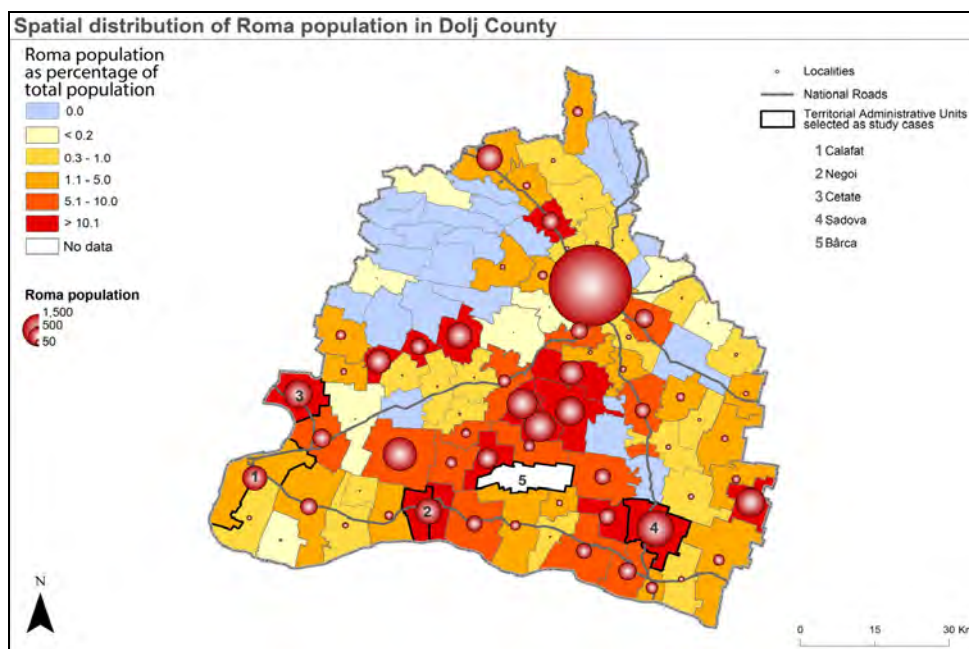 Spatial distribution of Roma population in Dolj County
Roma population
as percentage of
total population
0.0
< 0.2
0.3 - 1.0
1.1 - 5.0
5.1 - 10.0
> 10.1
No data
Roma population
1,500
500
50
Localities
National Roads
Territorial Administrative Units
selected as study cases
1 Calafat
2 Negoi
3 Cetate
4 Sadova
5 Bârca
3
1
2
5
4
N
0 15 30 Km